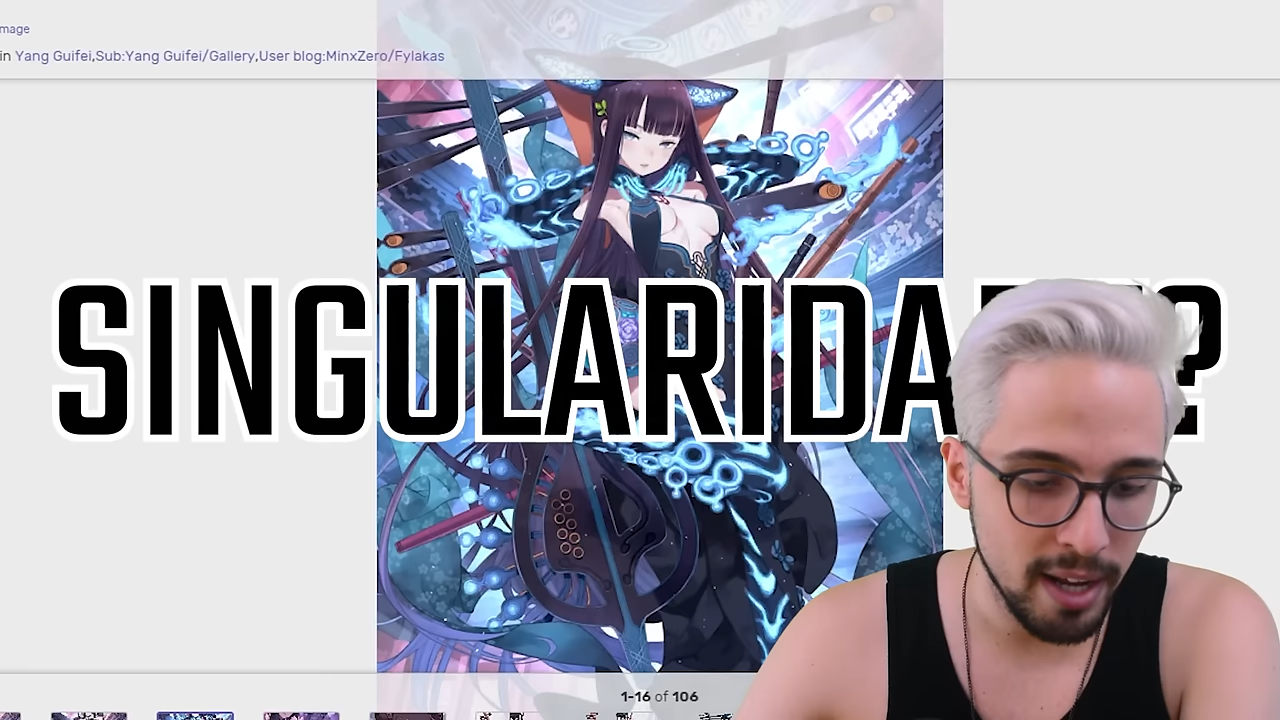 mage
in Yang Guifei,Sub:Yang Guifei/Gallery,User blog:MinxZero/Fylakas
SINGULARIDA ?
1-16 of 106